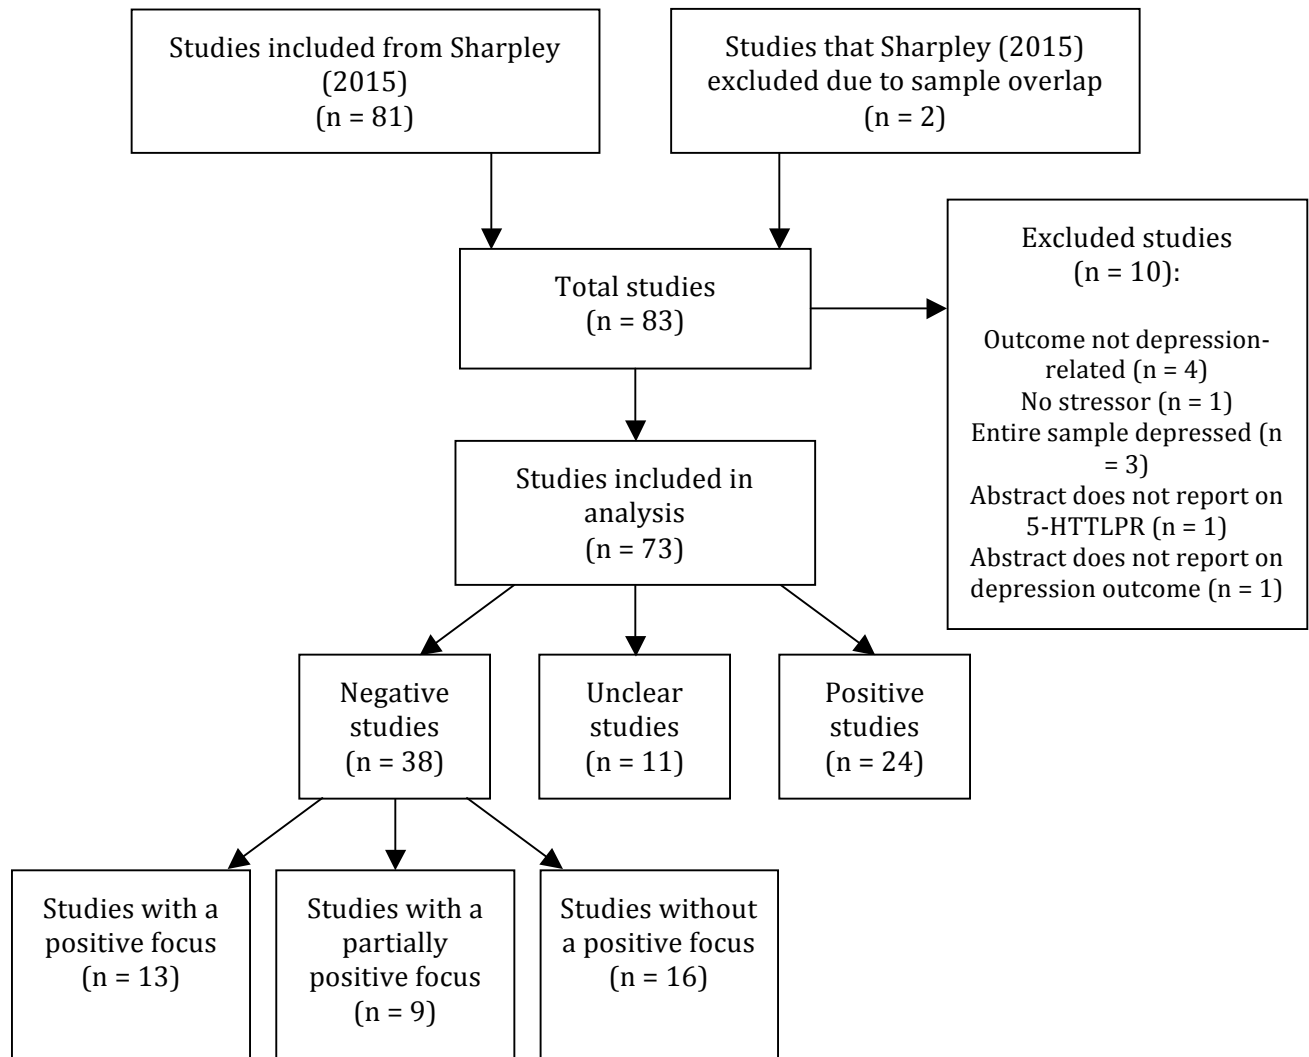 Studies included from Sharpley
(2015)
(n = 81)
Studies that Sharpley (2015)
excluded due to sample overlap
(n = 2)
Total studies
(n = 83)
Excluded studies
(n = 10):
Outcome not depression-
related (n = 4)
No stressor (n = 1)
Entire sample depressed (n
= 3)
Abstract does not report on
5-HTTLPR (n = 1)
Abstract does not report on
depression outcome (n = 1)
Studies included in
analysis
(n = 73)
Negative
studies
(n = 38)
Unclear
studies
(n = 11)
Positive
studies
(n = 24)
Studies with a
positive focus
(n = 13)
Studies with a
partially
positive focus
(n = 9)
Studies without
a positive focus
(n = 16)